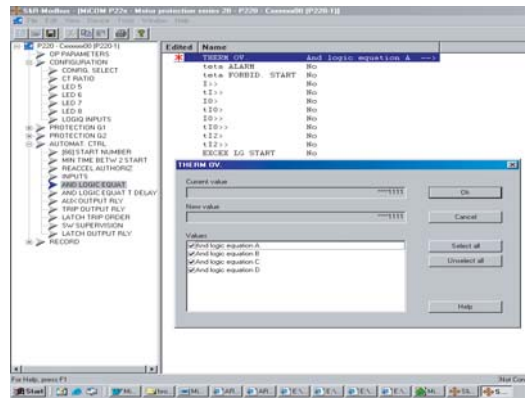 S&R-Modbus - [MiCOM P22x - Motor protection series 20 - P220 :
File Edit View Device Tools Window Help
P220 -
OP PARAMETERS
CONFIGURATION
CONFIG. SELECT
CT RATIO
LED 5
LED 6
LED 7
LED 8
LOGIQ INPUTS
PROTECTION G1
PROTECTION G2
AUTOMAT. CTRL
[66] START NUMBER
MIN TIME BETW 2 START
REACCEL AUTHORIZ
INPUTS
AND LOGIC EQUAT
AND LOGIC EQUAT T DELAY
AUX OUTPUT RLY
TRIP OUTPUT RLY
LATCH TRIP ORDER
SW SUPERVISION
LATCH OUTPUT RLY
RECORD
Edited Name
THERM OV. And logic equation A --->
teta ALARM No
teta FORBID. START No
I>> No
tI>> No
I0> No
tI0> No
I0>> No
tI0>> No
tI2> No
tI2>> No
EXCES LG START No
THERM OV.
Current value
1111
New value
1111
Values
And logic equation A
And logic equation B
And logic equation C
And logic equation D
Ok
Cancel
Select all
Unselect all
Help
For Help, press F1
Not Con
Start